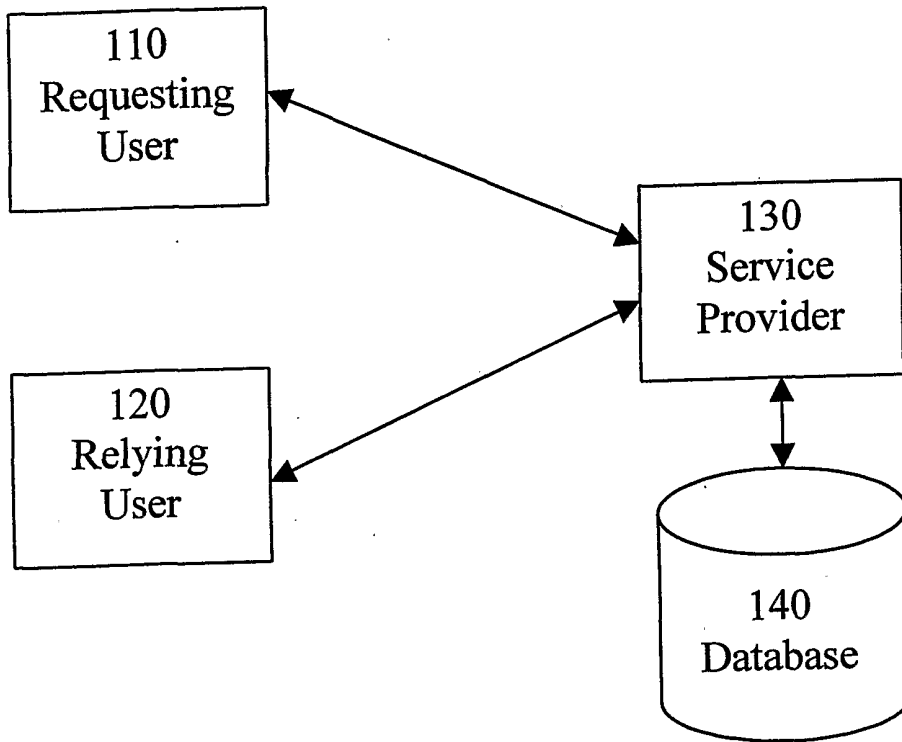 110
Requesting
User
120
Relying
User
130
Service
Provider
140
Database